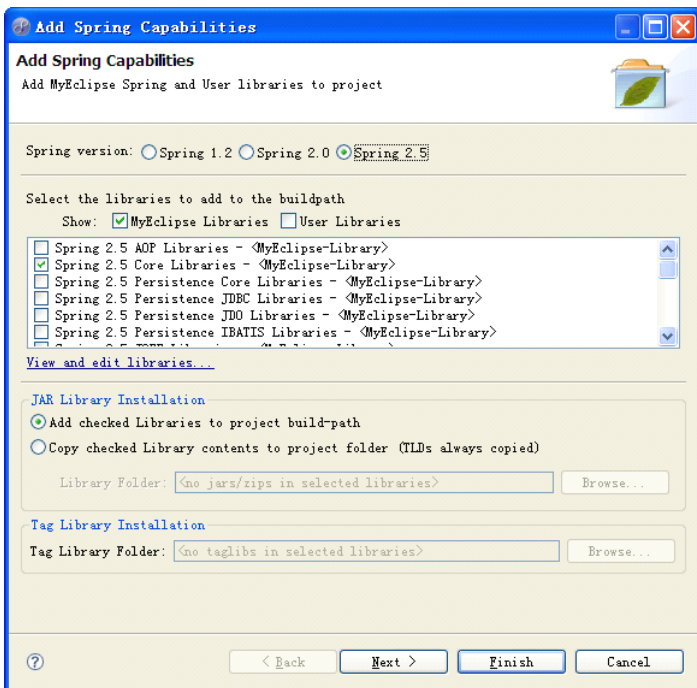 Add Spring Capabilities
Add Spring Capabilities
Add MyEclipse Spring and User libraries to project
Spring version: Spring 1.2 Spring 2.0 Spring 2.5
Select the libraries to add to the buildpath
Show: MyEclipse Libraries User Libraries
Spring 2.5 AOP Libraries - <MyEclipse-Library>
Spring 2.5 Core Libraries - <MyEclipse-Library>
Spring 2.5 Persistence Core Libraries - <MyEclipse-Library>
Spring 2.5 Persistence JDBC Libraries - <MyEclipse-Library>
Spring 2.5 Persistence JDO Libraries - <MyEclipse-Library>
Spring 2.5 Persistence IBATIS Libraries - <MyEclipse-Library>
View and edit libraries...
JAR Library Installation
Add checked Libraries to project build-path
Copy checked Library contents to project folder (TLDs always copied)
Library Folder: <no jars/zips in selected libraries> Browse...
Tag Library Installation
Tag Library Folder: <no taglibs in selected libraries> Browse...
? < Back Next > Finish Cancel